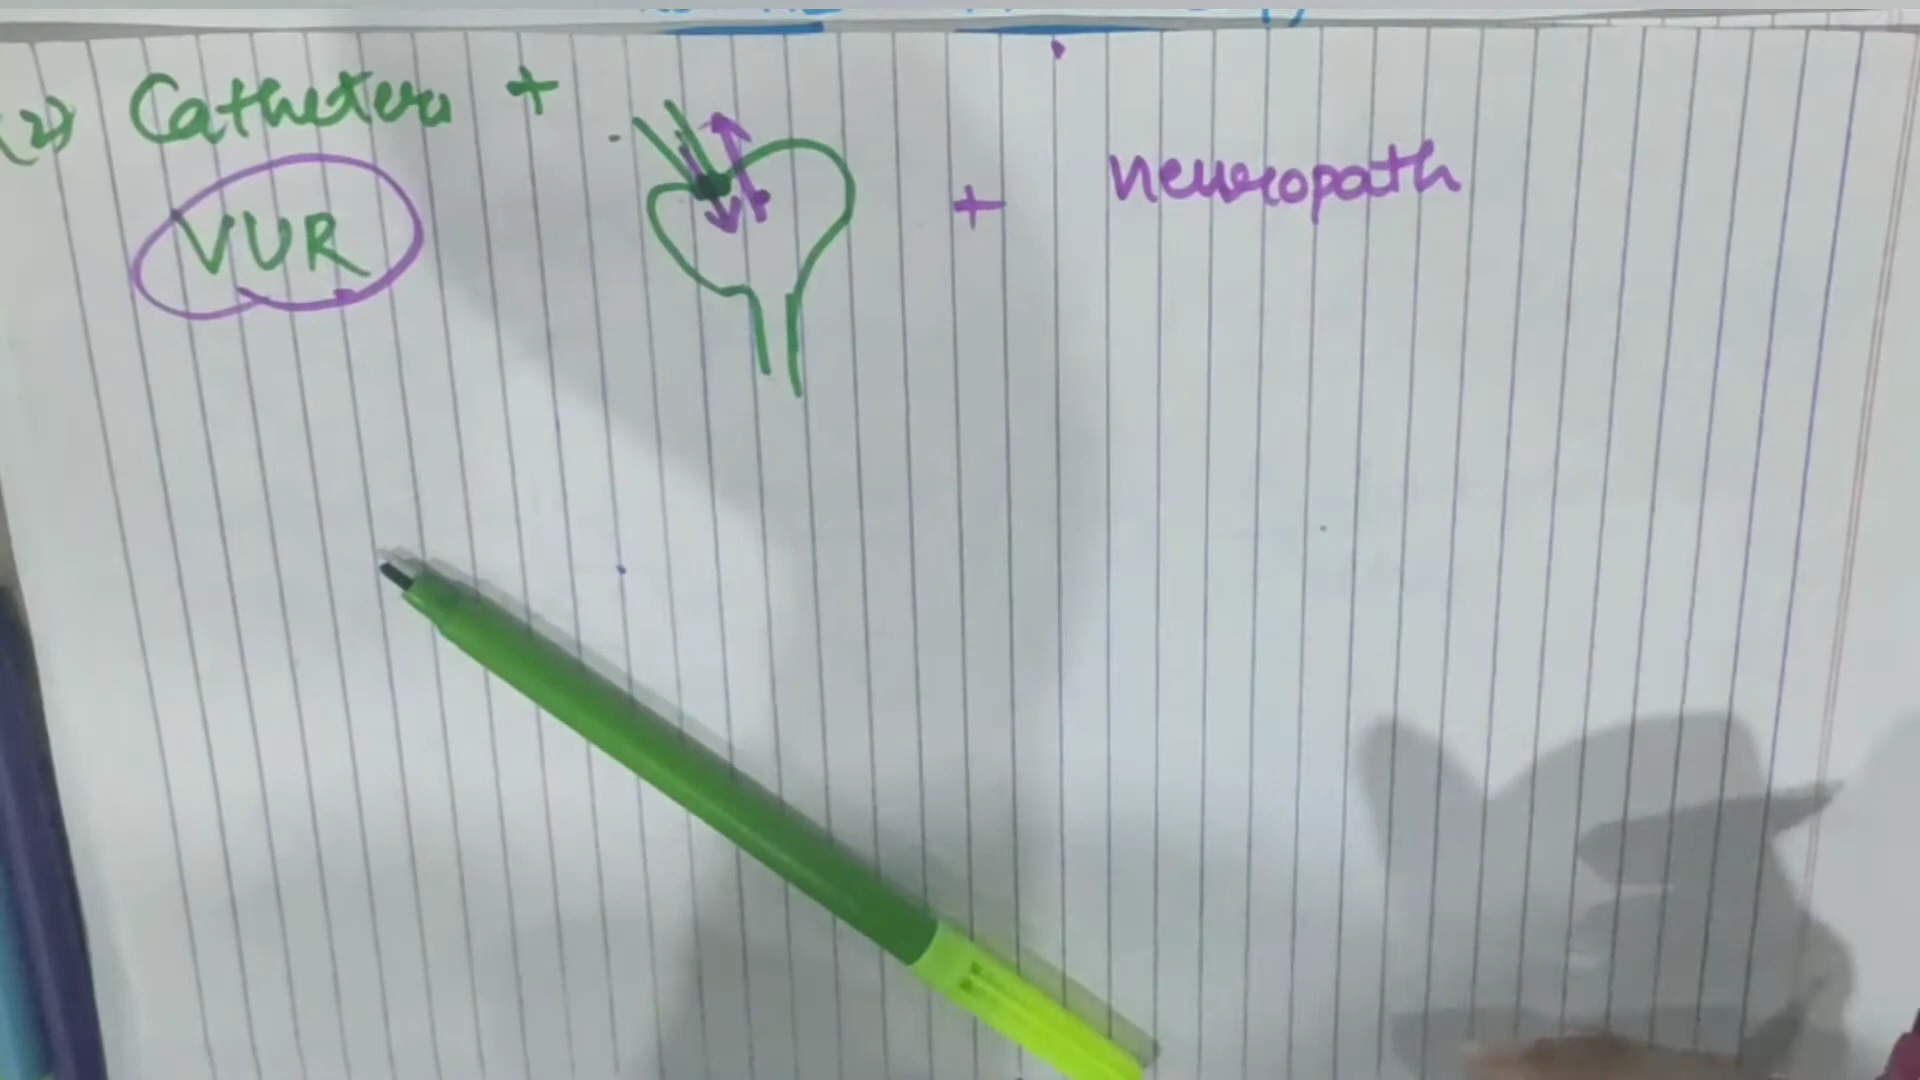 (2) Catheters +
VUR
+ neuropath